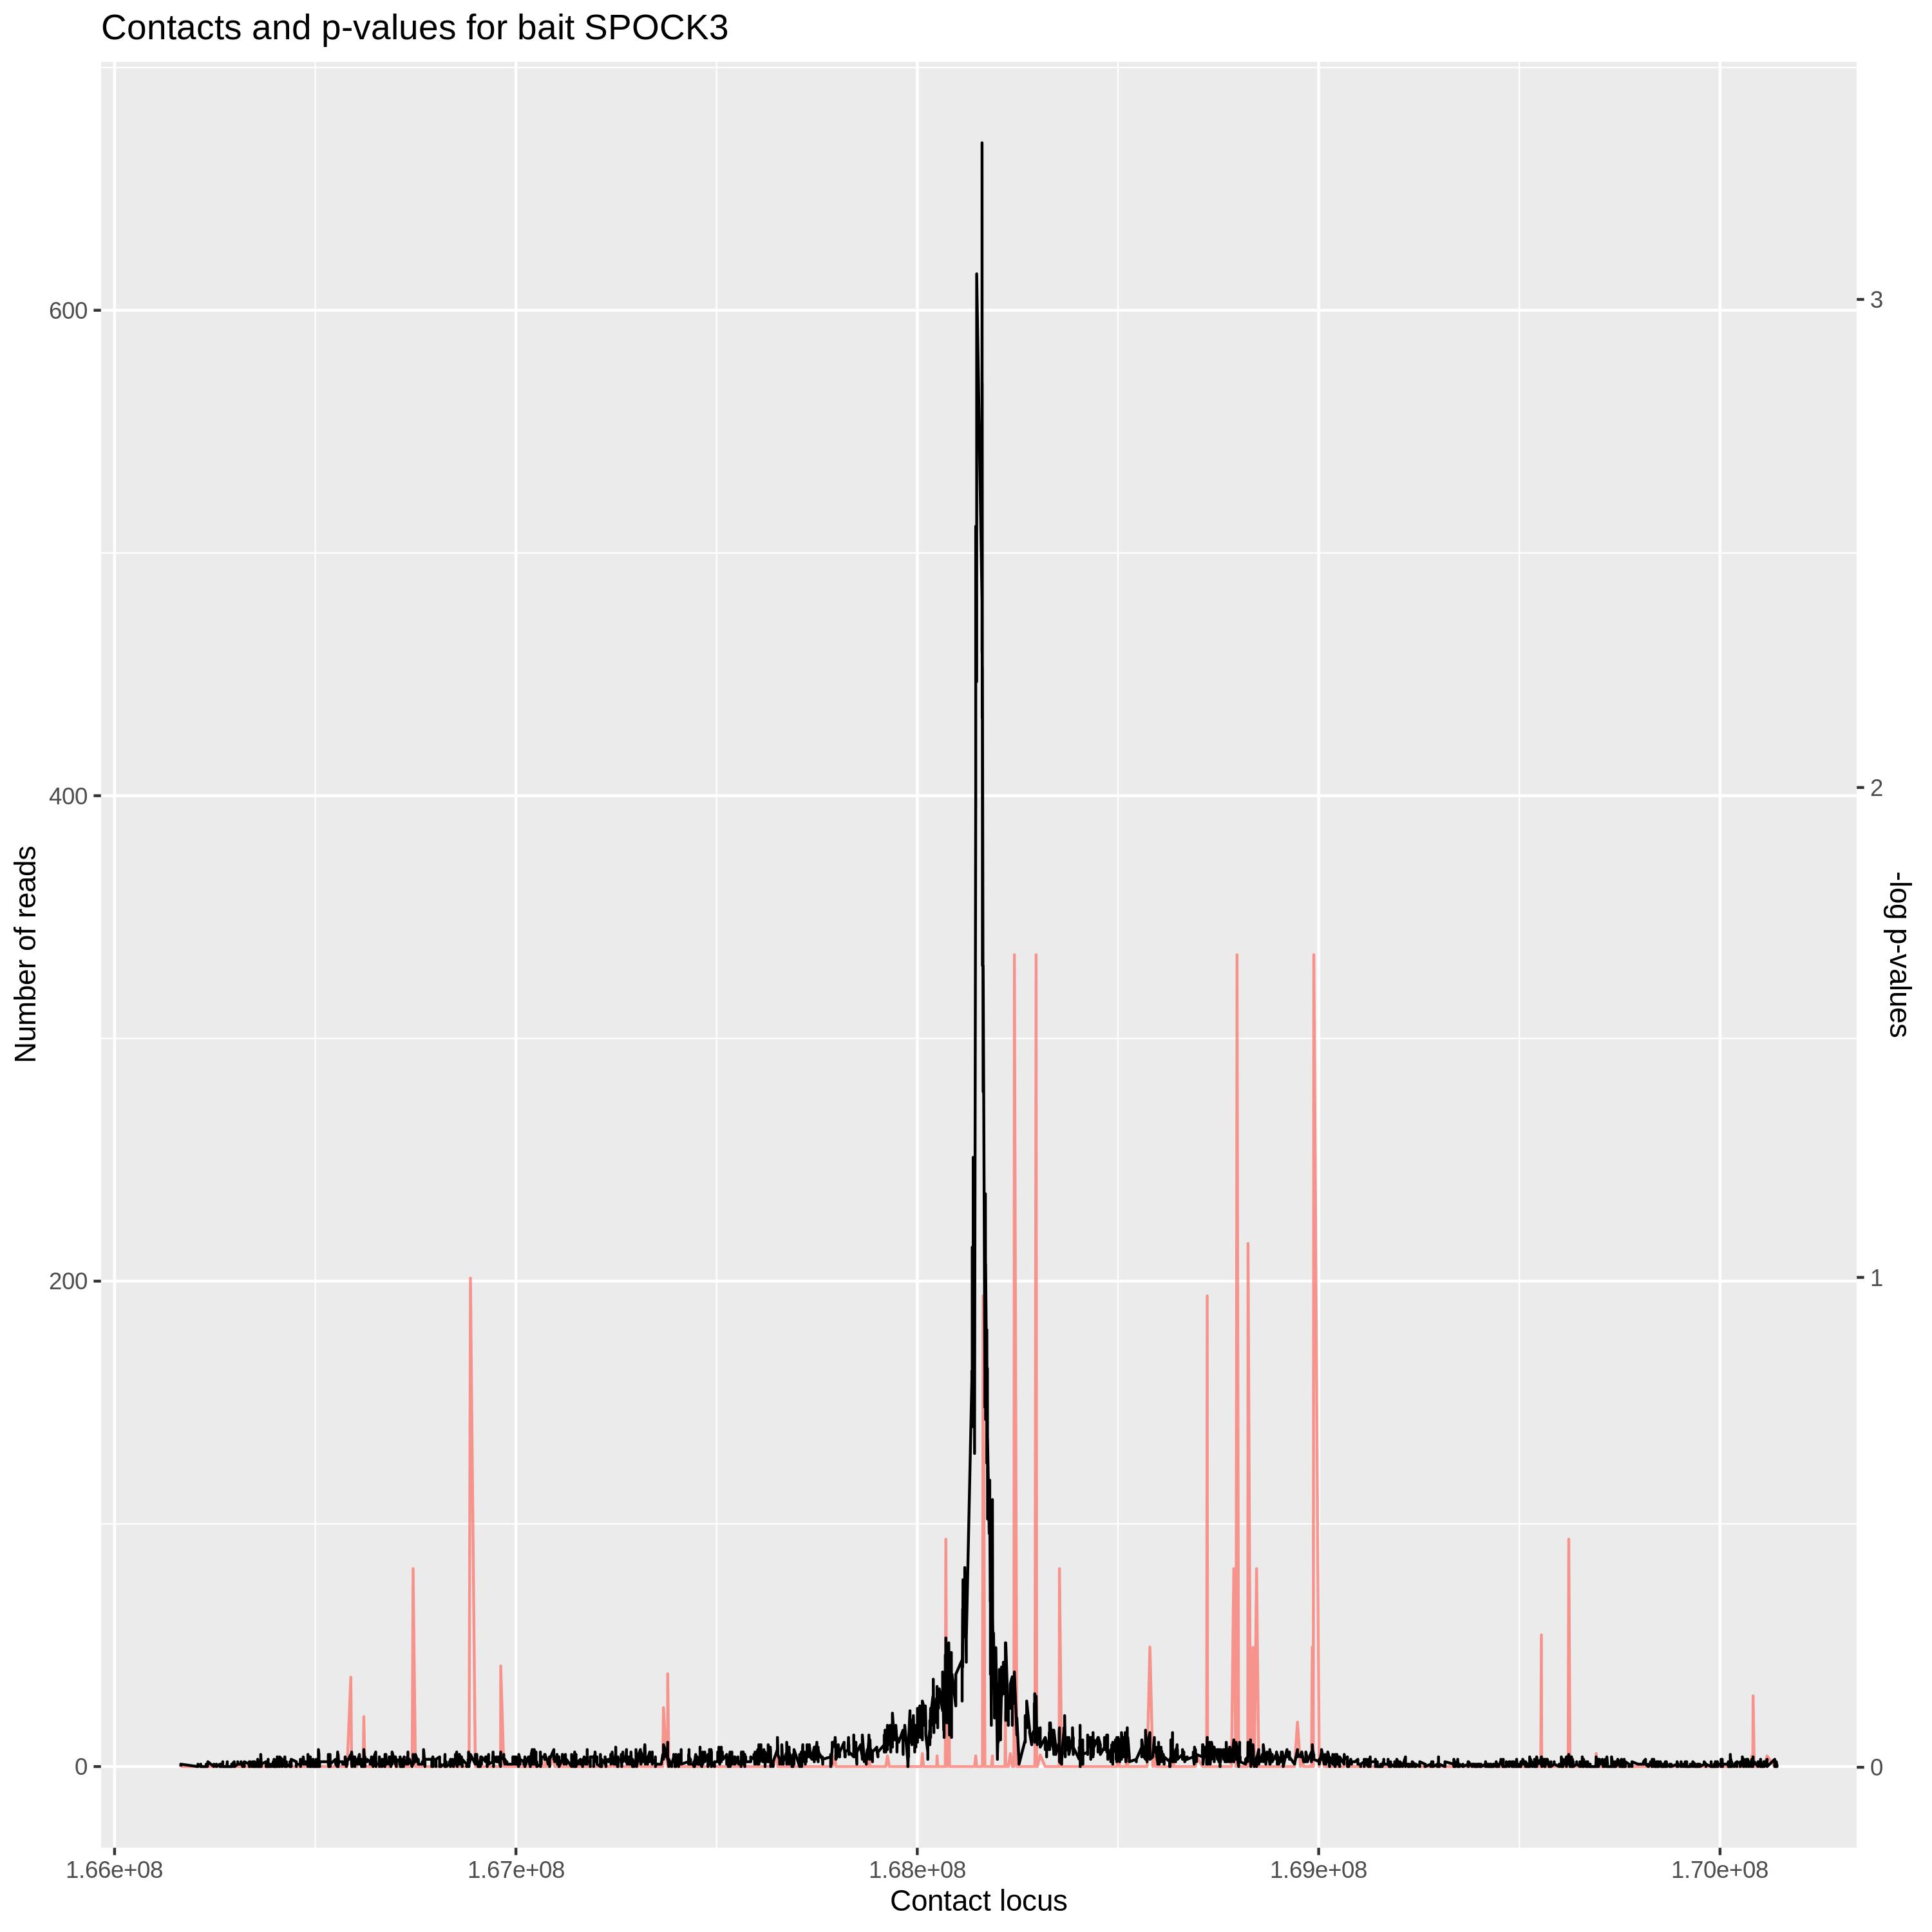 Contacts and p-values for bait SPOCK3
Number of reads
600
400
200
0
3
2
1
0
-log p-values
1.66e+08
1.67e+08
1.68e+08
1.69e+08
1.70e+08
Contact locus